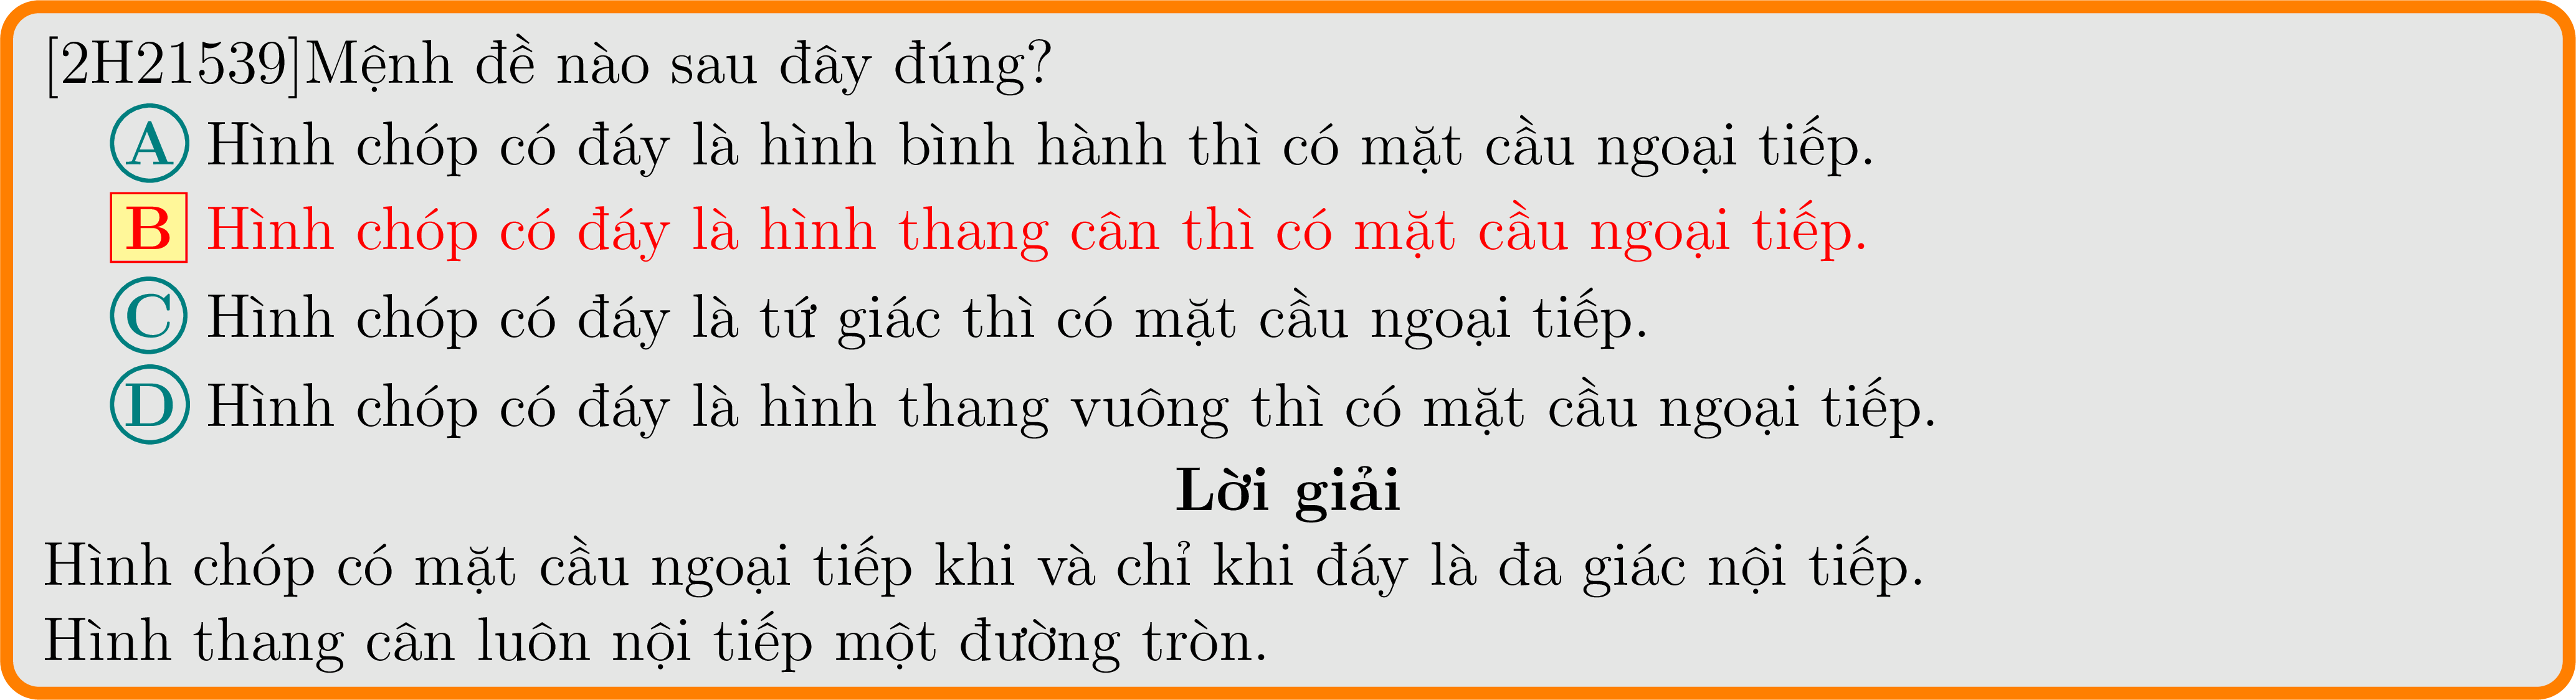 [2H21539]Mệnh đề nào sau đây đúng?
A Hình chóp có đáy là hình bình hành thì có mặt cầu ngoại tiếp.
B Hình chóp có đáy là hình thang cân thì có mặt cầu ngoại tiếp.
C Hình chóp có đáy là tứ giác thì có mặt cầu ngoại tiếp.
D Hình chóp có đáy là hình thang vuông thì có mặt cầu ngoại tiếp.
Lời giải
Hình chóp có mặt cầu ngoại tiếp khi và chỉ khi đáy là đa giác nội tiếp.
Hình thang cân luôn nội tiếp một đường tròn.